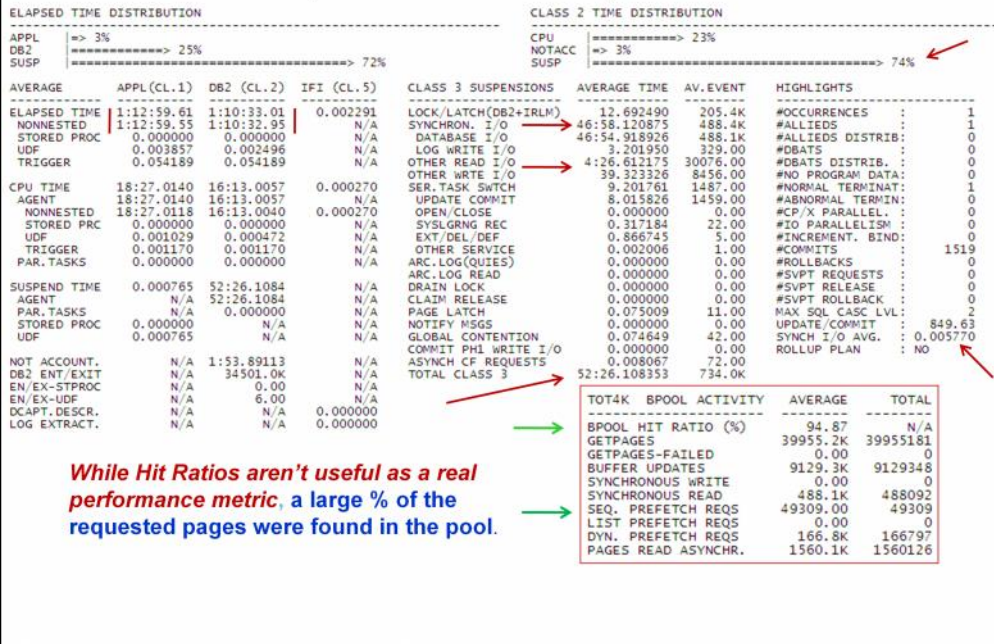 ELAPSED TIME DISTRIBUTION CLASS 2 TIME DISTRIBUTION
---------------------------------------------------------------- ----------------------------------------------------------------
APPL |=> 3% CPU |===========> 23%
DB2 |============> 25% NOTACC |=> 3%
SUSP |====================================> 72% SUSP |=====================================> 74%
AVERAGE APPL(CL.1) DB2 (CL.2) IFI (CL.5) CLASS 3 SUSPENSIONS AVERAGE TIME AV.EVENT HIGHLIGHTS
ELAPSED TIME 1:12:59.61 1:10:33.01 0.002291 LOCK/LATCH(DB2+IRLM) 12.692490 205.4K #OCCURRENCES : 1
NONNESTED 1:12:59.55 1:10:32.95 N/A SYNCHRON. I/O 46:58.120875 488.4K #ALLIEDS : 1
STORED PROC 0.000000 0.000000 N/A DATABASE I/O 46:54.918926 488.1K #ALLIEDS DISTRIB: 0
UDF 0.003857 0.002496 N/A LOG WRITE I/O 3.201950 329.00 #DBATS : 0
TRIGGER 0.054189 0.054189 N/A OTHER READ I/O 4:26.612175 30076.00 #DBATS DISTRIB. : 0
OTHER WRTE I/O 39.323326 8456.00 #NO PROGRAM DATA: 0
CPU TIME 18:27.0140 16:13.0057 0.000270 SER.TASK SWTCH 9.201761 1487.00 #NORMAL TERMINAT: 1
AGENT 18:27.0140 16:13.0057 N/A UPDATE COMMIT 8.015826 1459.00 #ABNORMAL TERMIN: 0
NONNESTED 18:27.0118 16:13.0040 0.000270 OPEN/CLOSE 0.000000 0.00 #CP/X PARALLEL. : 0
STORED PRC 0.000000 0.000000 N/A SYSLGRNG REC 0.317184 22.00 #IO PARALLELISM : 0
UDF 0.001029 0.000472 N/A EXT/DEL/DEF 0.866745 5.00 #INCREMENT. BIND: 0
TRIGGER 0.001170 0.001170 N/A OTHER SERVICE 0.002006 1.00 #COMMITS : 1519
PAR.TASKS 0.000000 0.000000 N/A ARC.LOG(QUIES) 0.000000 0.00 #ROLLBACKS : 0
ARC.LOG READ 0.000000 0.00 #SVPT REQUESTS : 0
SUSPEND TIME 0.000765 52:26.1084 N/A DRAIN LOCK 0.000000 0.00 #SVPT RELEASE : 0
AGENT N/A 52:26.1084 N/A CLAIM RELEASE 0.000000 0.00 #SVPT ROLLBACK : 0
PAR.TASKS N/A 0.000000 N/A PAGE LATCH 0.075009 11.00 MAX SQL CASC LVL: 2
STORED PROC 0.000000 N/A N/A NOTIFY MSGS 0.000000 0.00 UPDATE/COMMIT : 849.63
UDF 0.000765 N/A N/A GLOBAL CONTENTION 0.074649 42.00 SYNCH I/O AVG. : 0.005770
COMMIT PH1 WRITE I/O 0.000000 0.00 ROLLUP PLAN : NO
NOT ACCOUNT. N/A 1:53.89113 N/A ASYNCH CF REQUESTS 0.008067 72.00
DB2 ENT/EXIT N/A 34501.0K N/A TOTAL CLASS 3 52:26.108353 734.0K
EN/EX-STPROC N/A 0.00 N/A
EN/EX-UDF N/A 6.00 N/A
DCAPT.DESCR. N/A N/A 0.000000
LOG EXTRACT. N/A N/A 0.000000
TOT4K BPOOL ACTIVITY AVERAGE TOTAL
--------------------- -------- --------
BPOOL HIT RATIO (%) 94.87 N/A
GETPAGES 39955.2K 39955181
GETPAGES-FAILED 0.00 0
BUFFER UPDATES 9129.3K 9129348
SYNCHRONOUS WRITE 0.00 0
SYNCHRONOUS READ 488.1K 488092
SEQ. PREFETCH REQS 49309.00 49309
LIST PREFETCH REQS 0.00 0
DYN. PREFETCH REQS 166.8K 166797
PAGES READ ASYNCHR. 1560.1K 1560126
While Hit Ratios aren't useful as a real
performance metric, a large % of the
requested pages were found in the pool.